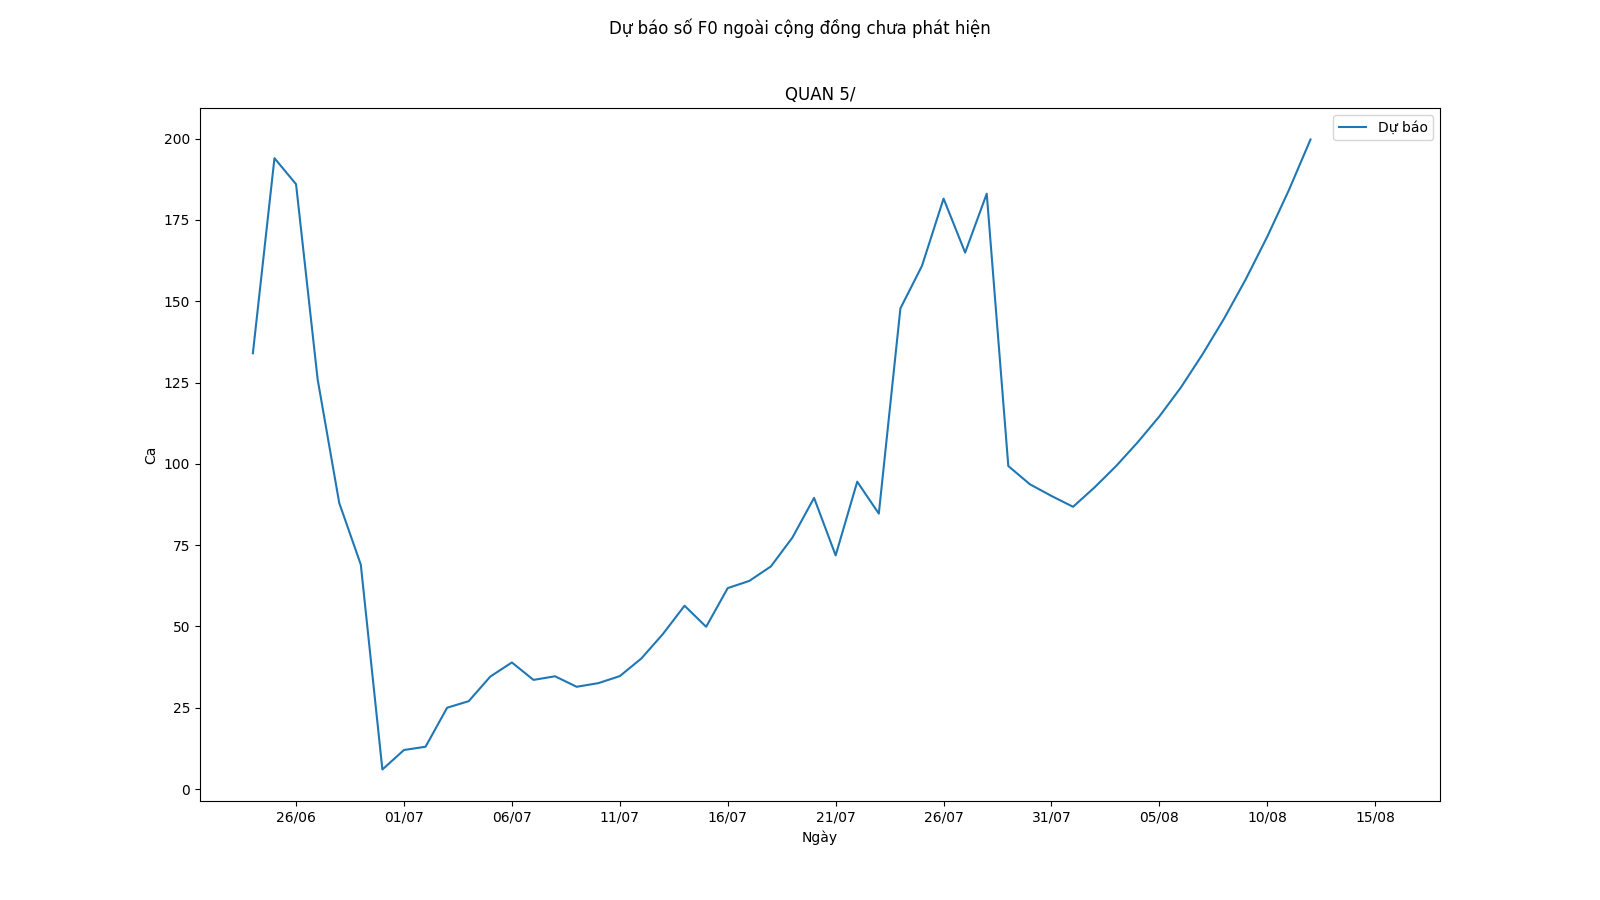 Dự báo số F0 ngoài cộng đồng chưa phát hiện
QUAN 5/
Dự báo
200
175
150
125
100
75
50
25
0
Ca
26/06 01/07 06/07 11/07 16/07 21/07 26/07 31/07 05/08 10/08 15/08
Ngày